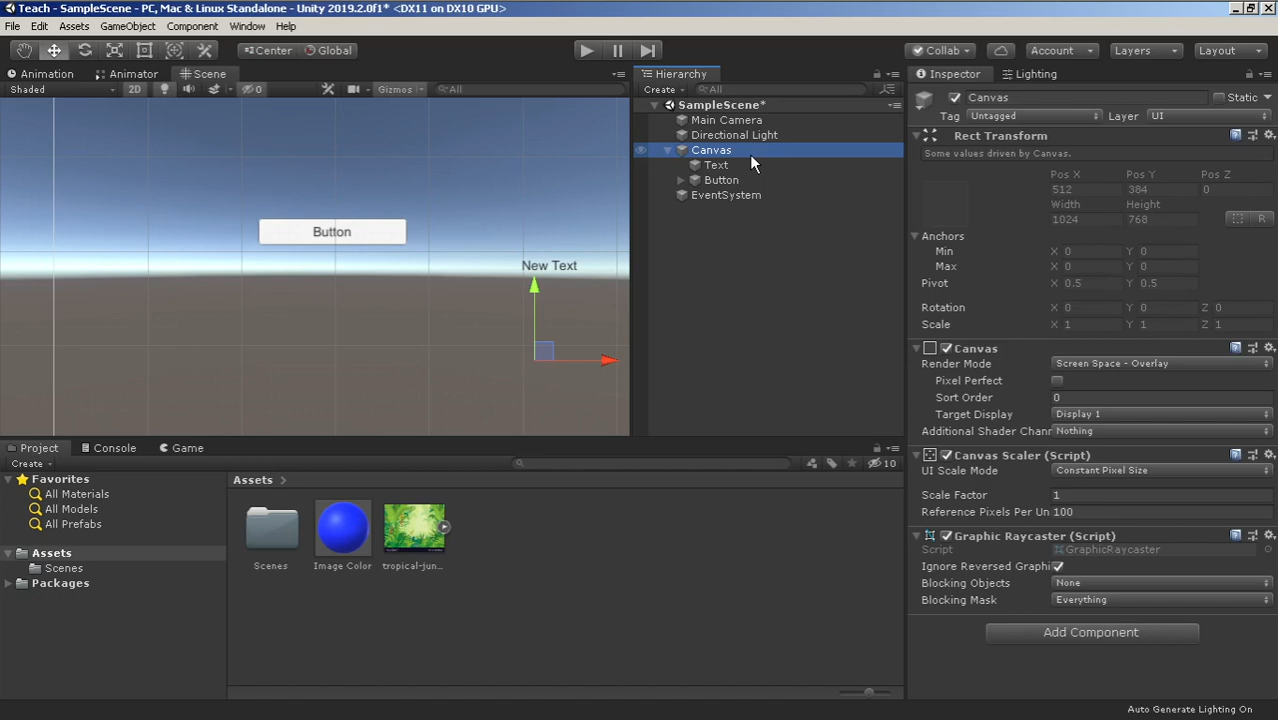 Teach - SampleScene - PC, Mac & Linux Standalone - Unity 2019.2.0f1* <DX11 on DX10 GPU>
File Edit Assets GameObject Component Window Help
Center Global Collab Account Layers Layout
Animation Animator Scene
Shaded 2D 0 Gizmos All
Button
New Text
Hierarchy
Create All
SampleScene*
Main Camera
Directional Light
Canvas
Text
Button
EventSystem
Inspector Lighting
Canvas Static
Tag Untagged Layer UI
Rect Transform
Some values driven by Canvas.
Pos X Pos Y Pos Z
512 384 0
Width Height
1024 768 R
Anchors
Min X 0 Y 0
Max X 0 Y 0
Pivot X 0.5 Y 0.5
Rotation X 0 Y 0 Z 0
Scale X 1 Y 1 Z 1
Canvas
Render Mode Screen Space - Overlay
Pixel Perfect
Sort Order 0
Target Display Display 1
Additional Shader Chann Nothing
Canvas Scaler (Script)
UI Scale Mode Constant Pixel Size
Scale Factor 1
Reference Pixels Per Un 100
Graphic Raycaster (Script)
Script GraphicRaycaster
Ignore Reversed Graphi
Blocking Objects None
Blocking Mask Everything
Add Component
Project Console Game
Create 10
Favorites
All Materials
All Models
All Prefabs
Assets
Scenes
Packages
Assets
Scenes Image Color tropical-jun...
Auto Generate Lighting On